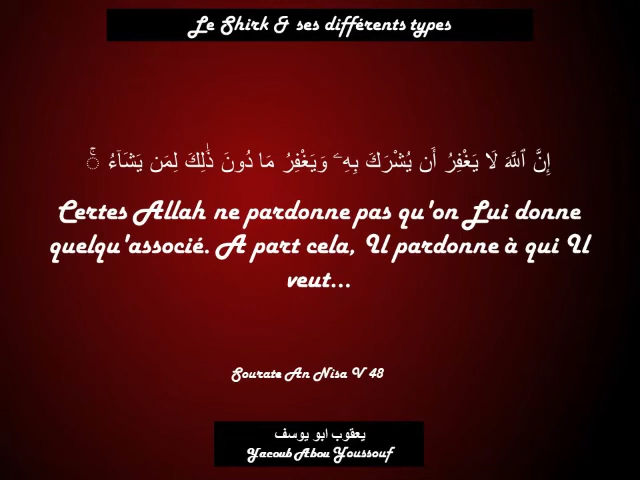 Le Shirk & ses différents types
إِنَّ ٱللَّهَ لَا يَغْفِرُ أَن يُشْرَكَ بِهِۦ وَيَغْفِرُ مَا دُونَ ذَٰلِكَ لِمَن يَشَآءُ ۚ
Certes Allah ne pardonne pas qu'on Lui donne
quelqu'associé. A part cela, Il pardonne à qui Il
veut...
Sourate An Nisa V 48
يعقوب ابو يوسف
Yacoub Abou Youssouf